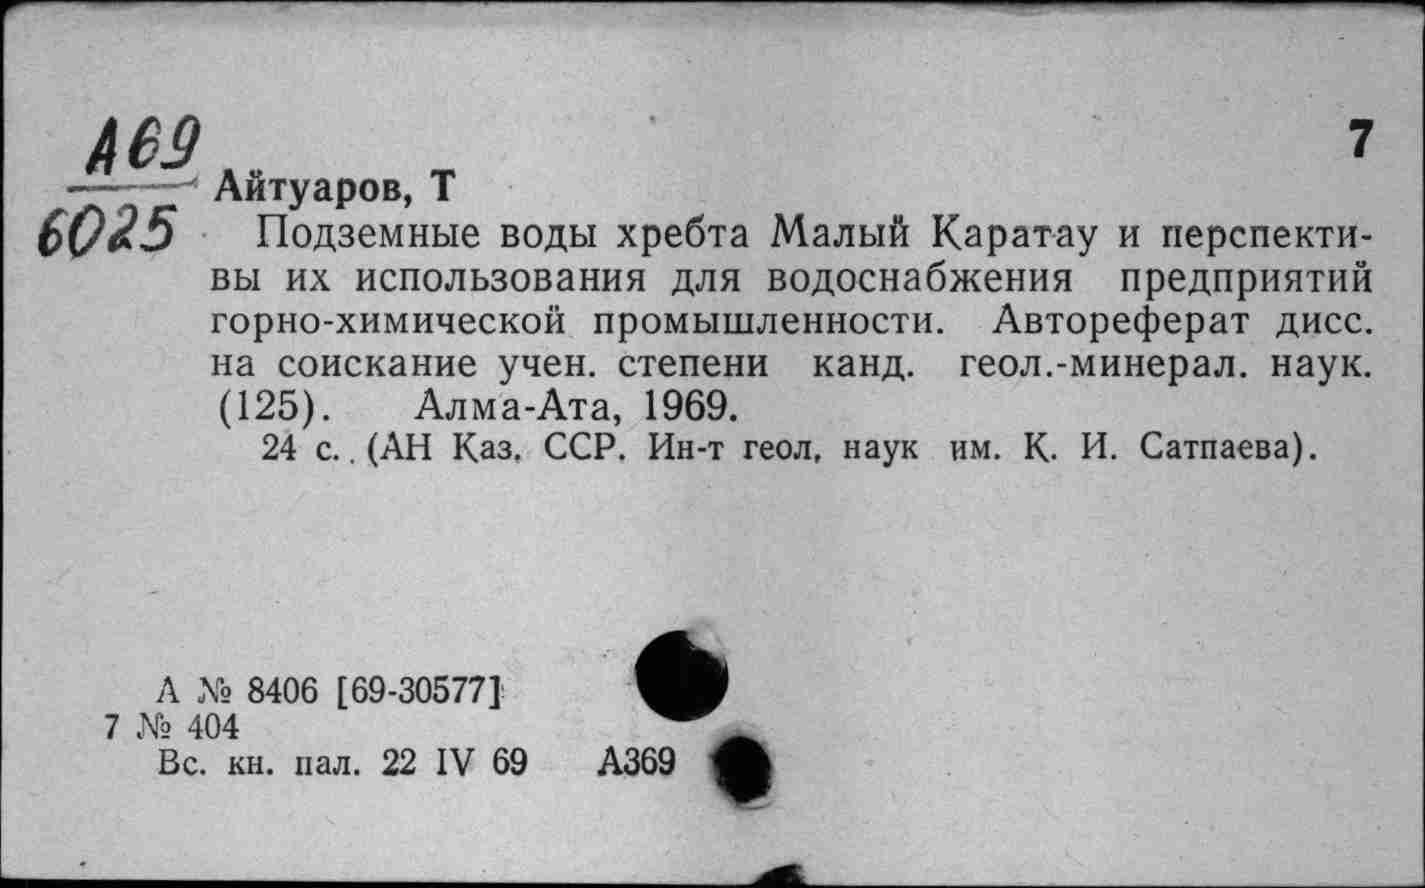 А69
7
Айтуаров, Т
6025
Подземные воды хребта Малый Каратау и перспекти-
вы их использования для водоснабжения предприятий
горно-химической промышленности. Автореферат дисс.
на соискание учен. степени канд. геол.-минерал. наук.
(125). Алма-Ата, 1969.
24 с. (АН Каз. ССР. Ин-т геол. наук им. К. И. Сатпаева).
А № 8406 [69-30577]
7 № 404
Вс. кн. пал. 22 IV 69 А369